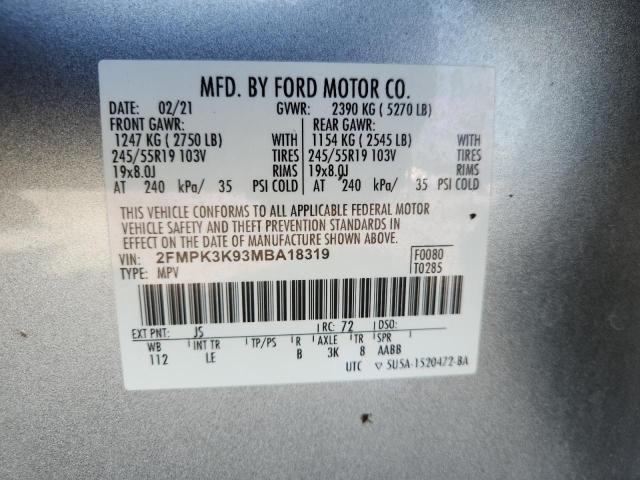 MFD. BY FORD MOTOR CO.
DATE: 02/21 GVWR: 2390 KG ( 5270 LB)
FRONT GAWR: REAR GAWR:
1247 KG ( 2750 LB) WITH 1154 KG ( 2545 LB) WITH
245/55R19 103V TIRES 245/55R19 103V TIRES
19x8.0J RIMS 19x8.0J RIMS
AT 240 kPa/ 35 PSI COLD AT 240 kPa/ 35 PSI COLD
THIS VEHICLE CONFORMS TO ALL APPLICABLE FEDERAL MOTOR
VEHICLE SAFETY AND THEFT PREVENTION STANDARDS IN
EFFECT ON THE DATE OF MANUFACTURE SHOWN ABOVE.
VIN: 2FMPK3K93MBA18319 F0080
TYPE: MPV T0285
EXT PNT: JS RC: 72 DSO:
WB INT TR TP/PS R AXLE TR SPR
112 LE B 3K 8 AABB
UTC ▽ 5U5A-1520472-BA